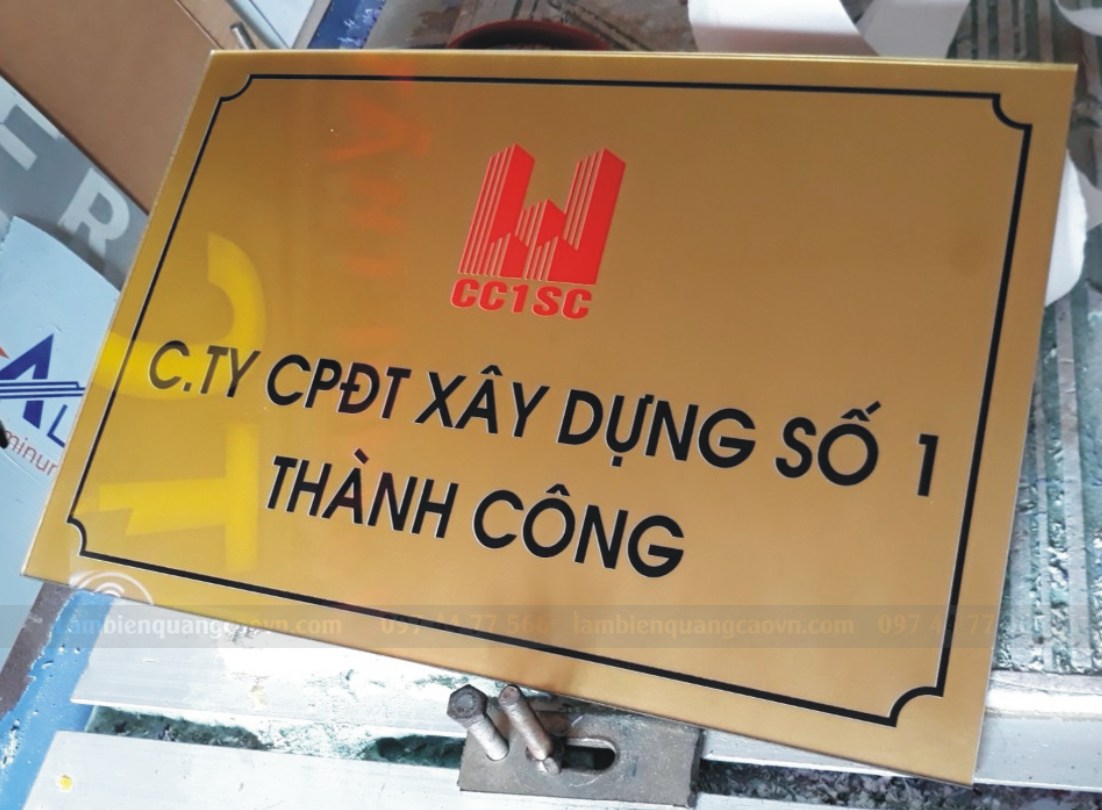 CC1SC
C.TY CPĐT XÂY DỰNG SỐ 1
THÀNH CÔNG
lambienquangcaovn.com
lambienquangcaovn.com
R